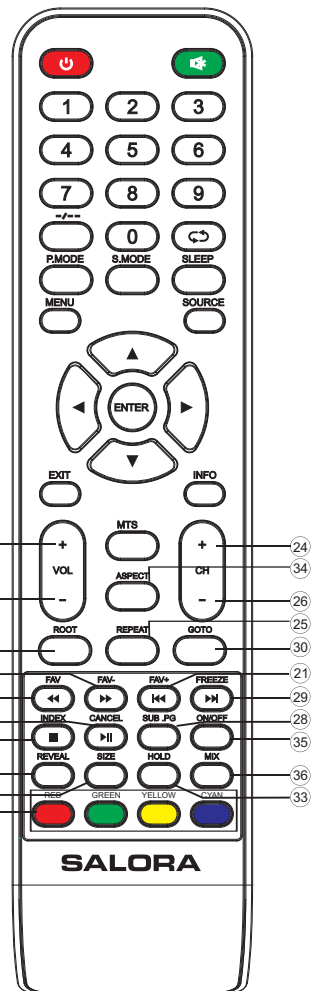 1 2 3
4 5 6
7 8 9
-/--
0
P.MODE S.MODE SLEEP
MENU SOURCE
ENTER
EXIT INFO
MTS
+ +
24
VOL CH
34
ASPECT
- -
26
25
ROOT REPEAT GOTO
30
21
FAV FAV- FAV+ FREEZE
29
INDEX CANCEL SUB .PG ON/OFF
28
35
REVEAL SIZE HOLD MIX
36
33
RED GREEN YELLOW CYAN
SALORA